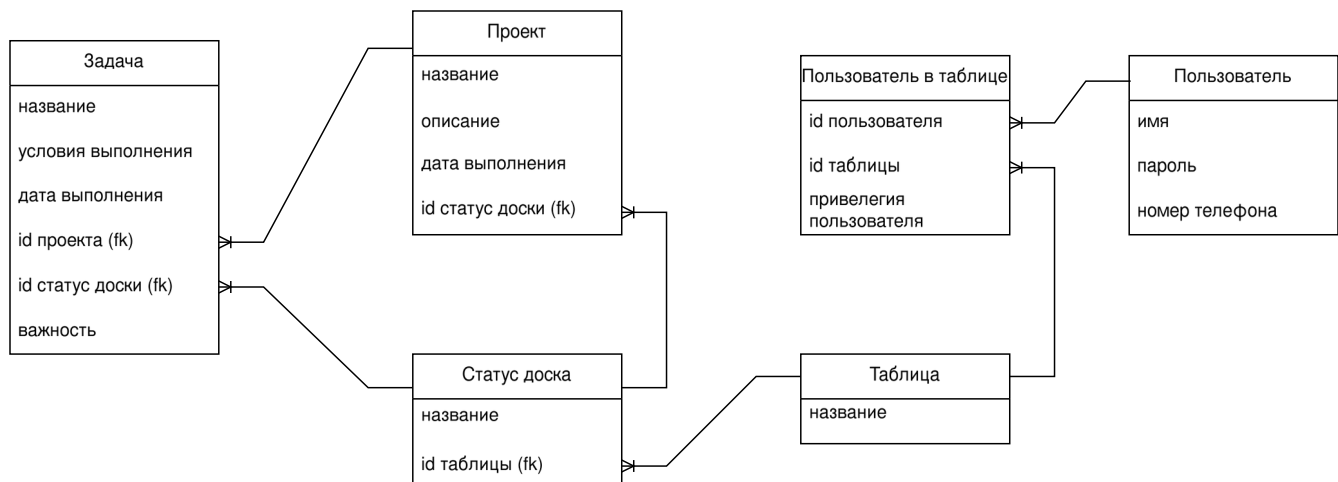 Задача
название
условия выполнения
дата выполнения
id проекта (fk)
id статус доски (fk)
важность
Проект
название
описание
дата выполнения
id статус доски (fk)
Статус доска
название
id таблицы (fk)
Пользователь в таблице
id пользователя
id таблицы
привелегия
пользователя
Таблица
название
Пользователь
имя
пароль
номер телефона